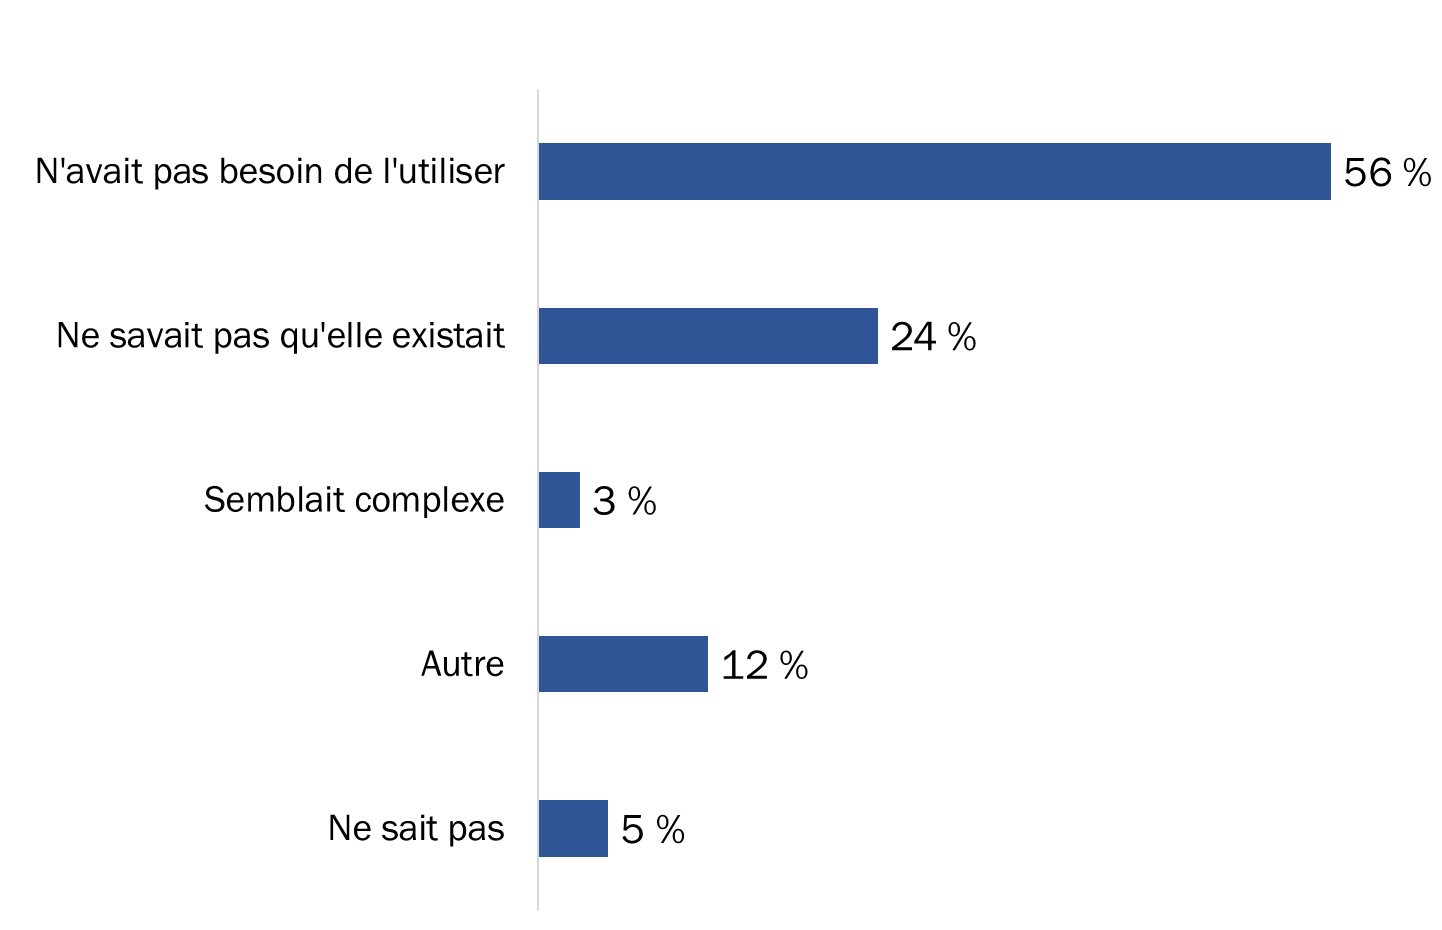 N'avait pas besoin de l'utiliser 56 %
Ne savait pas qu'elle existait 24 %
Semblait complexe 3 %
Autre 12 %
Ne sait pas 5 %